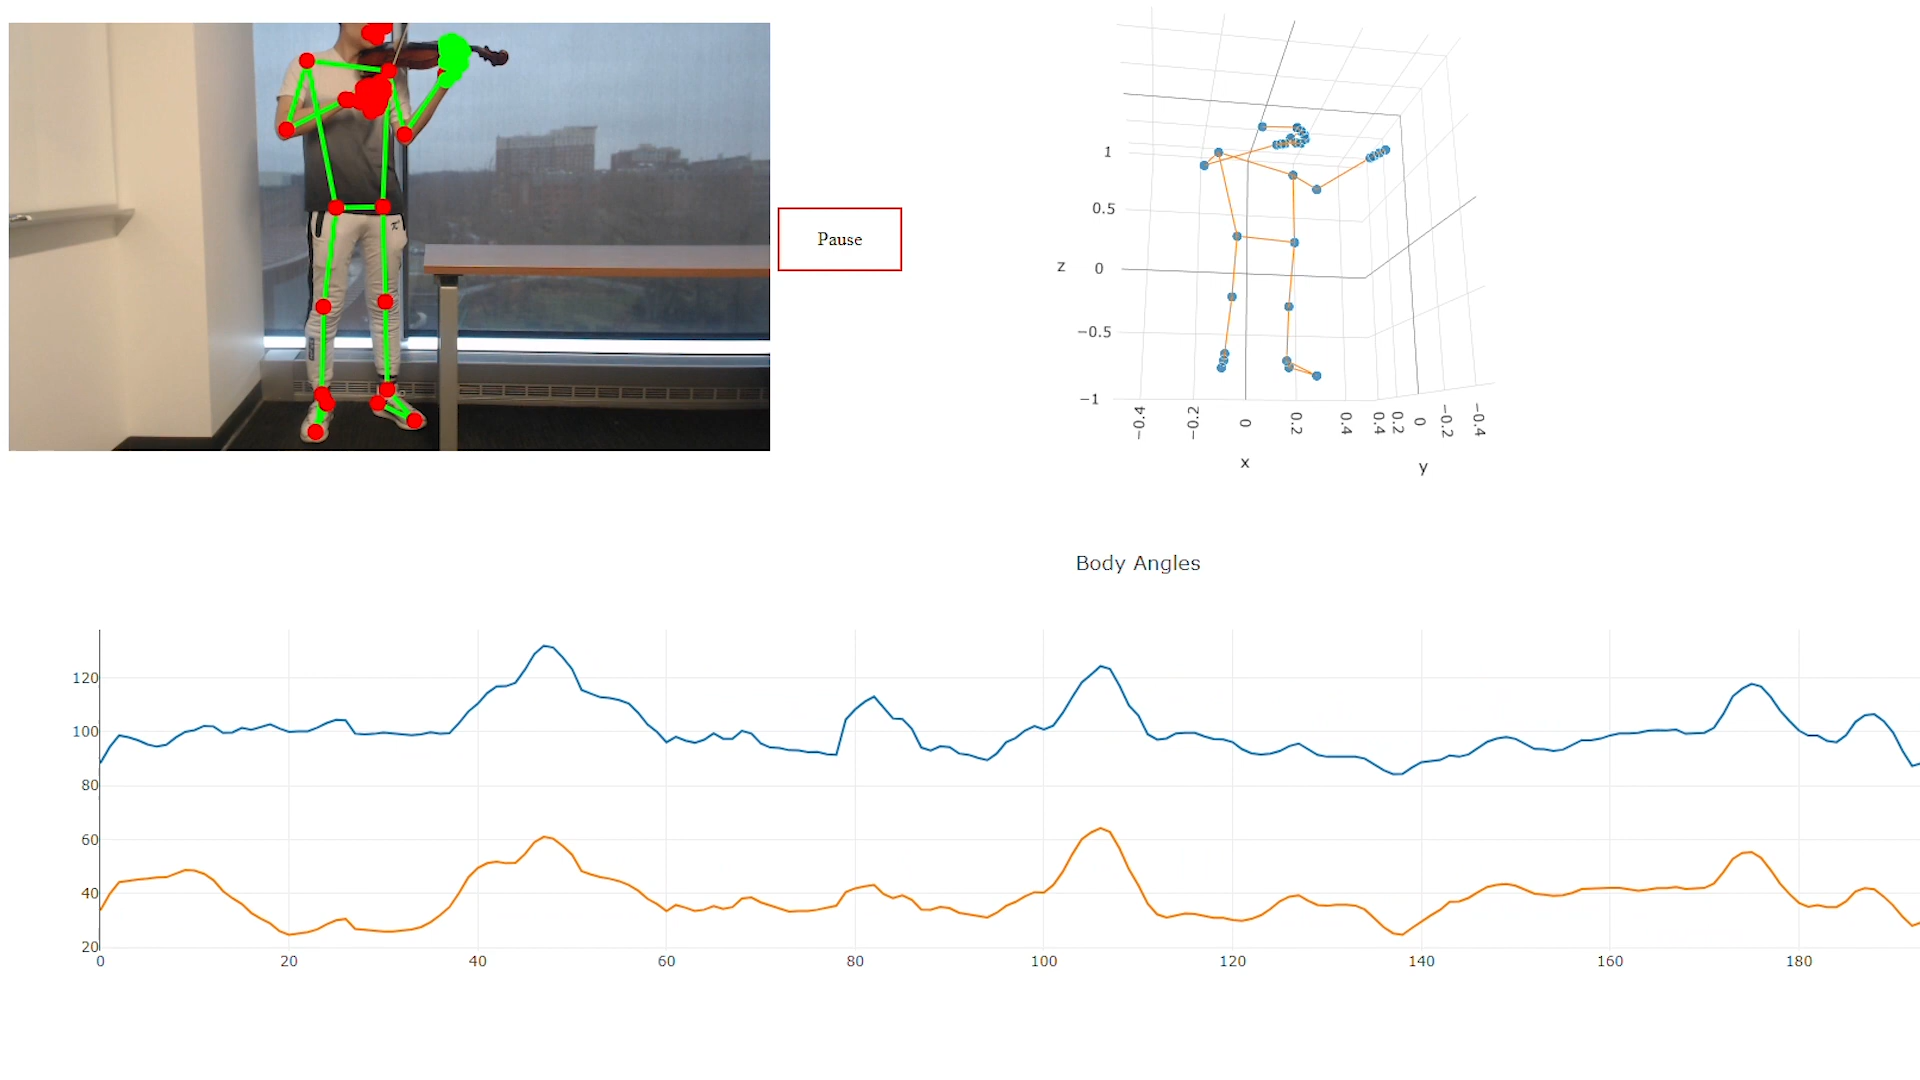 Pause
1
0.5
z 0
−0.5
−1
−0.4 −0.2 0 0.2 0.4 0.4 0.2 0 −0.2 −0.4
x y
Body Angles
120
100
80
60
40
20
0 20 40 60 80 100 120 140 160 180